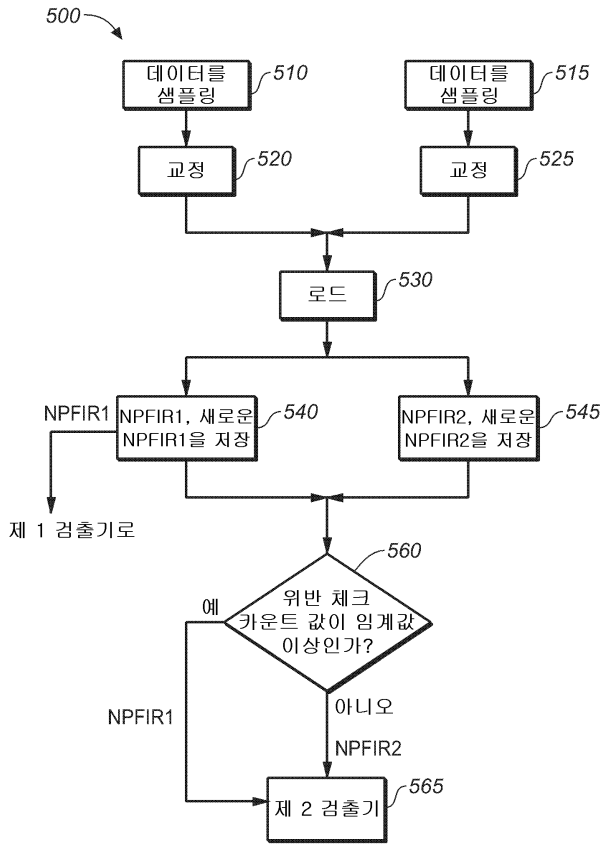 500
데이터를
샘플링
510
데이터를
샘플링
515
교정
520
교정
525
로드
530
NPFIR1
NPFIR1, 새로운
NPFIR1을 저장
540
NPFIR2, 새로운
NPFIR2을 저장
545
제 1 검출기로
560
위반 체크
카운트 값이 임계값
이상인가?
예
아니오
NPFIR1
NPFIR2
제 2 검출기
565